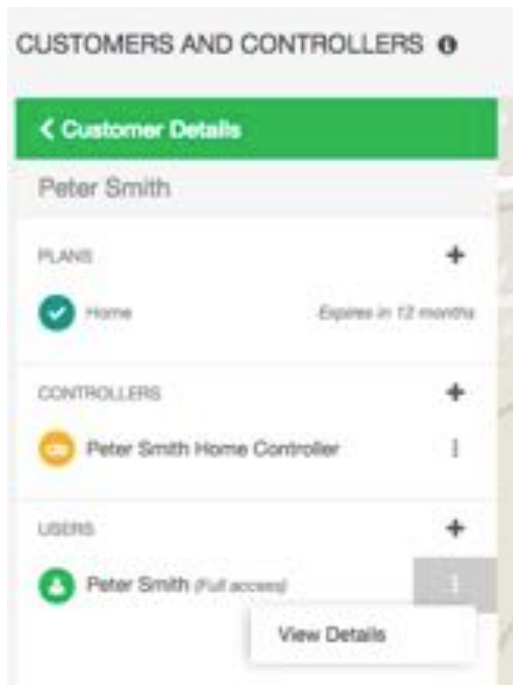 CUSTOMERS AND CONTROLLERS
Customer Details
Peter Smith
PLANS
Home Expires in 12 months
CONTROLLERS
Peter Smith Home Controller
USERS
Peter Smith (Full access)
View Details